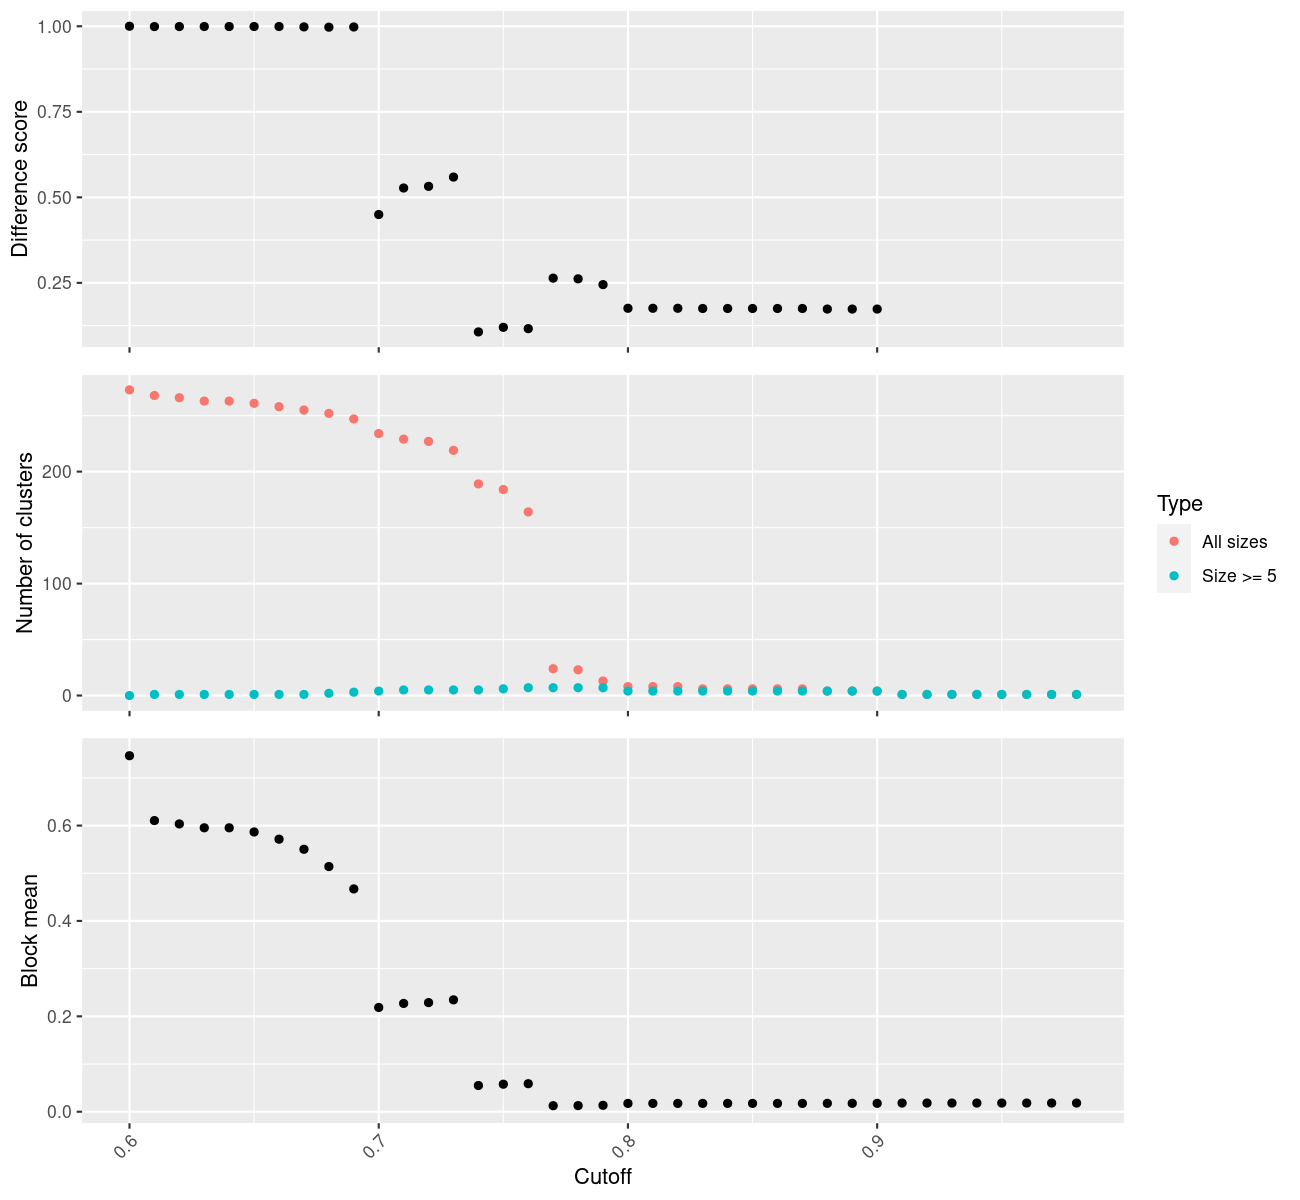 Difference score
1.00
0.75
0.50
0.25
Number of clusters
200
100
0
Type
All sizes
Size >= 5
Block mean
0.6
0.4
0.2
0.0
0.6
0.7
0.8
0.9
Cutoff